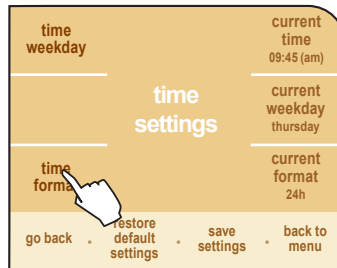 time
weekday
current
time
09:45 (am)
time
settings
current
weekday
thursday
time
format
current
format
24h
go back
restore
default
settings
save
settings
back to
menu